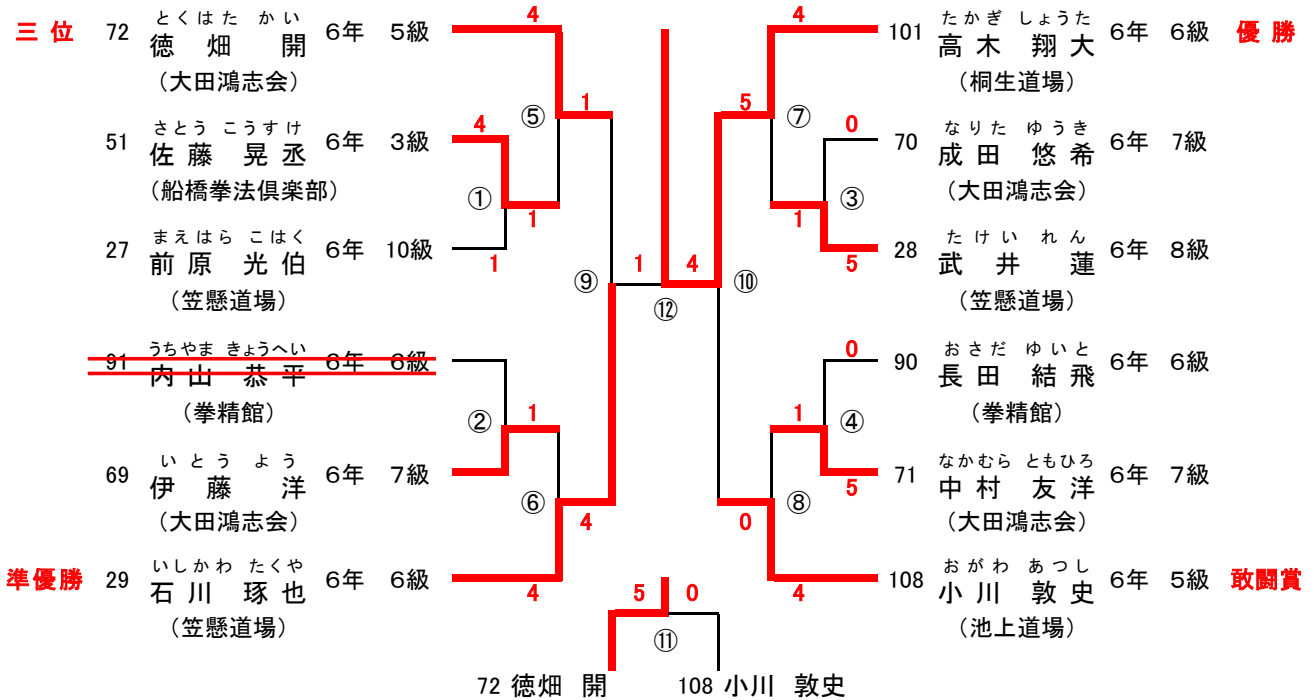 とくはた かい
三 位 72 徳 畑 開 6年 5級
(大田鴻志会)
さとう こうすけ
51 佐 藤 晃 丞 6年 3級
(船橋拳法倶楽部)
まえはら こはく
27 前 原 光 伯 6年 10級
(笠懸道場)
うちやま きょうへい
91 内 山 恭 平 6年 6級
(拳精館)
い と う よ う
69 伊 藤 洋 6年 7級
(大田鴻志会)
いしかわ たくや
準優勝 29 石 川 琢 也 6年 6級
(笠懸道場)
4
⑤
1
4
①
1
1
⑨
②
1
⑥
4
4
1
⑫
4
⑩
4
5
⑦
0
③
1
5
0
1
④
5
⑧
0
4
5
0
⑪
72 徳畑 開
108 小川 敦史
たかぎ しょうた
101 高 木 翔 大 6年 6級 優 勝
(桐生道場)
なりた ゆうき
70 成 田 悠 希 6年 7級
(大田鴻志会)
た け い れ ん
28 武 井 蓮 6年 8級
(笠懸道場)
おさだ ゆいと
90 長 田 結 飛 6年 6級
(拳精館)
なかむら ともひろ
71 中 村 友 洋 6年 7級
(大田鴻志会)
おがわ あつし
108 小 川 敦 史 6年 5級 敢闘賞
(池上道場)